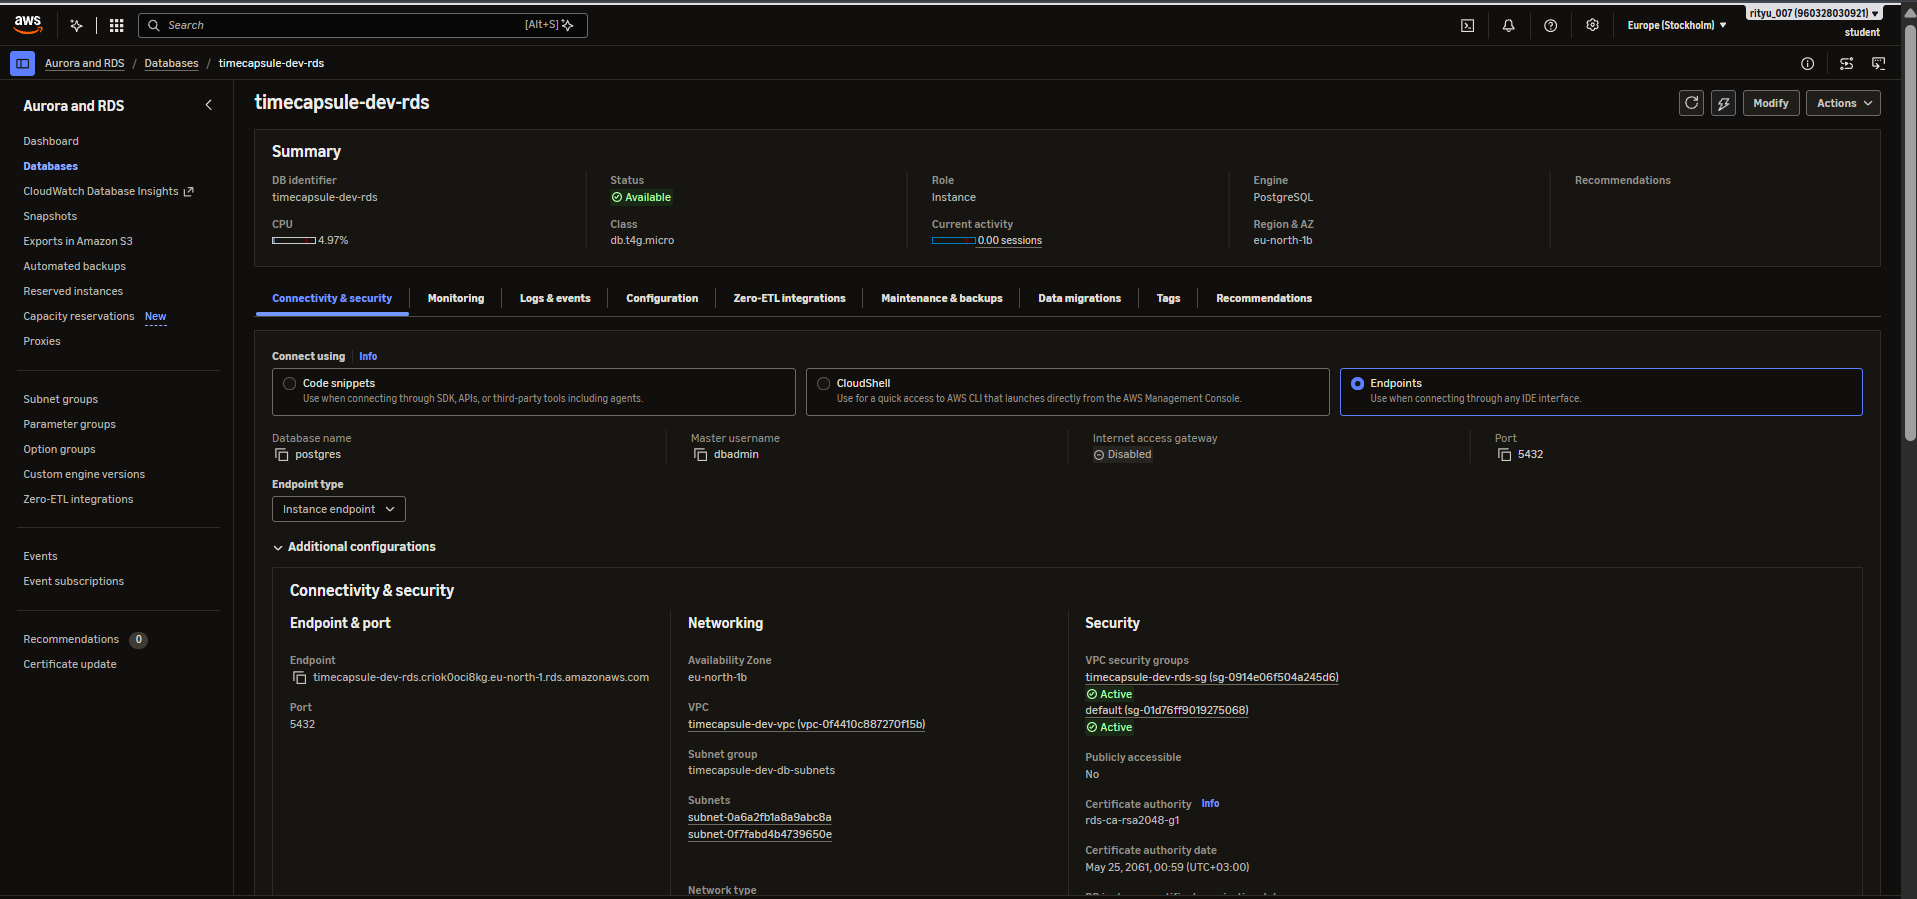 aws
Search
[Alt+S]
Europe (Stockholm)
rityu_007 (960328030921)
student
Aurora and RDS / Databases / timecapsule-dev-rds
Aurora and RDS
Dashboard
Databases
CloudWatch Database Insights
Snapshots
Exports in Amazon S3
Automated backups
Reserved instances
Capacity reservations New
Proxies
Subnet groups
Parameter groups
Option groups
Custom engine versions
Zero-ETL integrations
Events
Event subscriptions
Recommendations 0
Certificate update
timecapsule-dev-rds
Modify
Actions
Summary
DB identifier
timecapsule-dev-rds
CPU
4.97%
Status
Available
Class
db.t4g.micro
Role
Instance
Current activity
0.00 sessions
Engine
PostgreSQL
Region & AZ
eu-north-1b
Recommendations
Connectivity & security
Monitoring
Logs & events
Configuration
Zero-ETL integrations
Maintenance & backups
Data migrations
Tags
Recommendations
Connect using Info
Code snippets
Use when connecting through SDK, APIs, or third-party tools including agents.
CloudShell
Use for a quick access to AWS CLI that launches directly from the AWS Management Console.
Endpoints
Use when connecting through any IDE interface.
Database name
postgres
Master username
dbadmin
Internet access gateway
Disabled
Port
5432
Endpoint type
Instance endpoint
Additional configurations
Connectivity & security
Endpoint & port
Endpoint
timecapsule-dev-rds.criok0oci8kg.eu-north-1.rds.amazonaws.com
Port
5432
Networking
Availability Zone
eu-north-1b
VPC
timecapsule-dev-vpc (vpc-0f4410c887270f15b)
Subnet group
timecapsule-dev-db-subnets
Subnets
subnet-0a6a2fb1a8a9abc8a
subnet-0f7fabd4b4739650e
Network type
Security
VPC security groups
timecapsule-dev-rds-sg (sg-0914e06f504a245d6)
Active
default (sg-01d76ff9019275068)
Active
Publicly accessible
No
Certificate authority Info
rds-ca-rsa2048-g1
Certificate authority date
May 25, 2061, 00:59 (UTC+03:00)